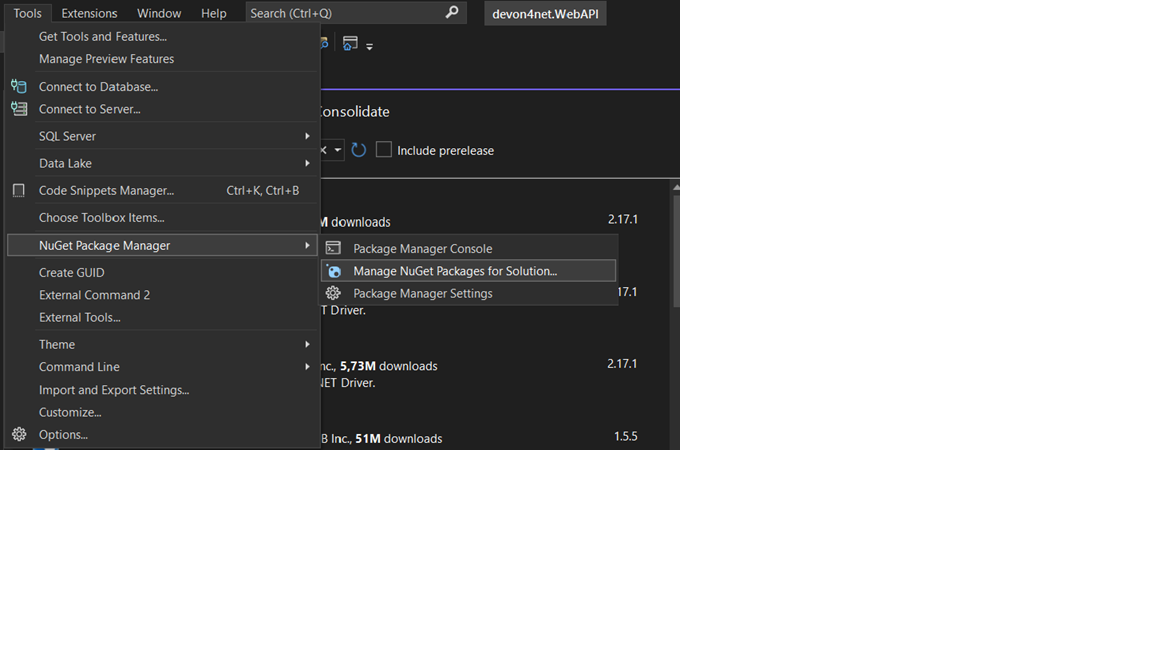 Tools Extensions Window Help Search (Ctrl+Q) devon4net.WebAPI
Get Tools and Features...
Manage Preview Features
Connect to Database...
Connect to Server...
SQL Server
Data Lake
Code Snippets Manager... Ctrl+K, Ctrl+B
Choose Toolbox Items...
NuGet Package Manager
Create GUID
External Command 2
External Tools...
Theme
Command Line
Import and Export Settings...
Customize...
Options...
Package Manager Console
Manage NuGet Packages for Solution...
Package Manager Settings
Consolidate
Include prerelease
M downloads 2.17.1
17.1
T Driver.
nc., 5,73M downloads 2.17.1
NET Driver.
B Inc., 51M downloads 1.5.5